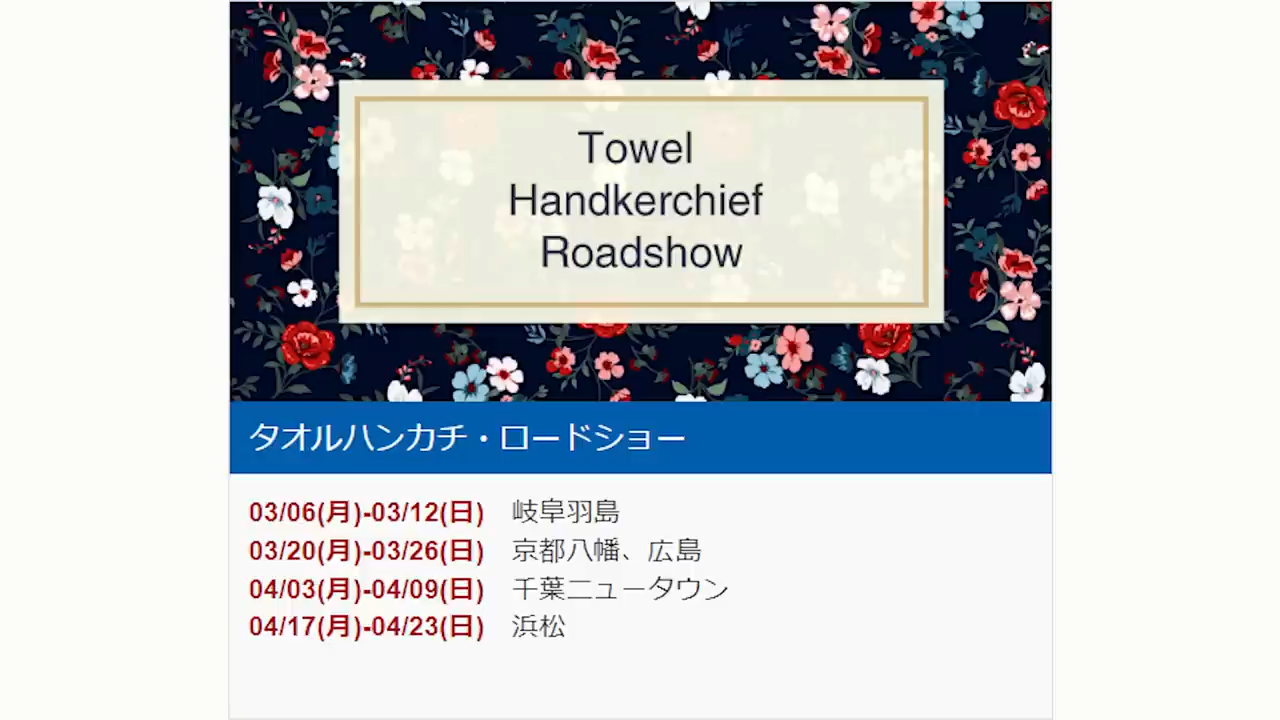 Towel
Handkerchief
Roadshow
タオルハンカチ・ロードショー
03/06(月)-03/12(日) 岐阜羽島
03/20(月)-03/26(日) 京都八幡、広島
04/03(月)-04/09(日) 千葉ニュータウン
04/17(月)-04/23(日) 浜松